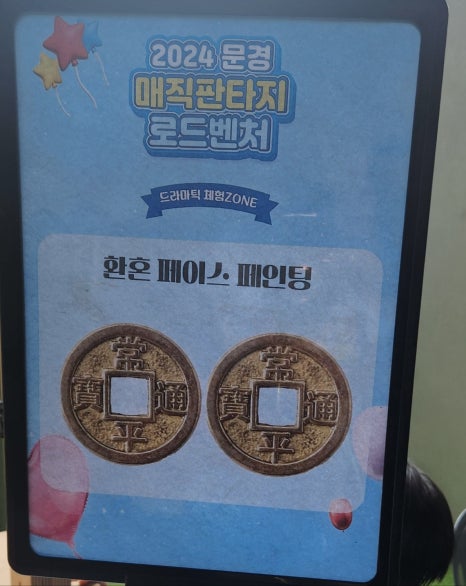 2024 문경
매직판타지
로드벤처
드라마틱 체험ZONE
환혼 페이스 페인팅
常
寶 通
平
常
寶 通
平